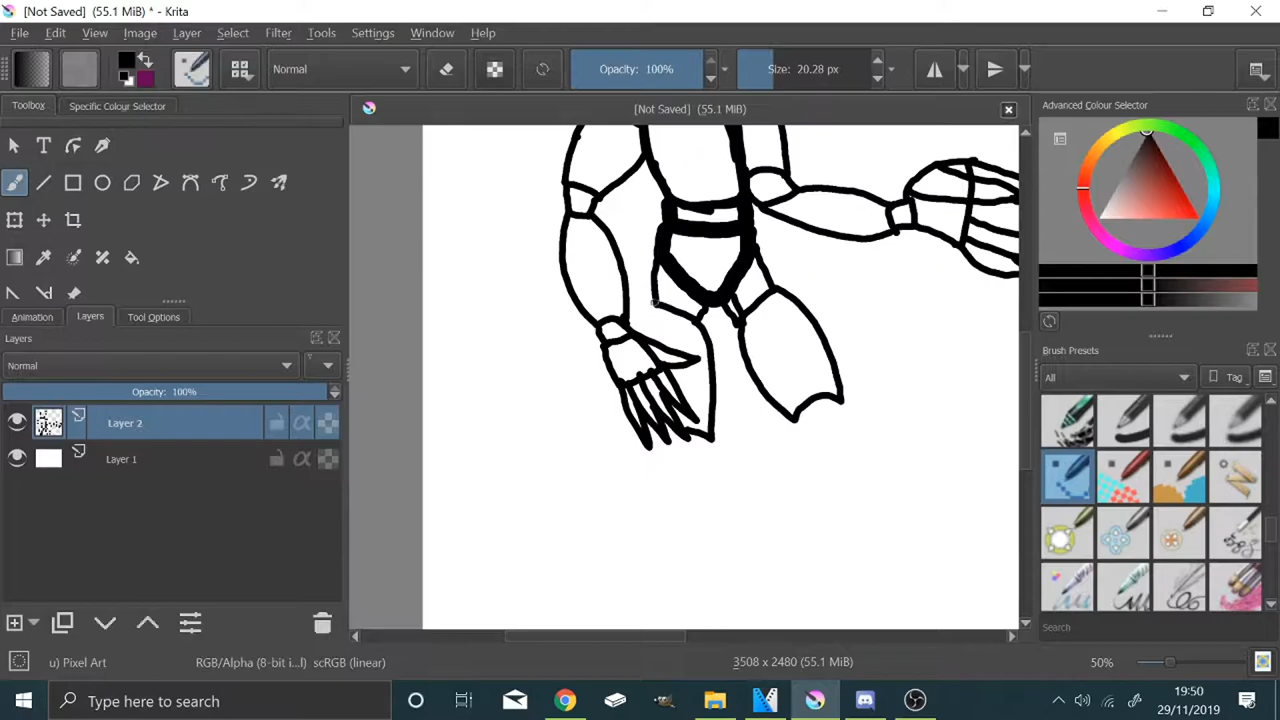 [Not Saved] (55.1 MiB) * - Krita
File Edit View Image Layer Select Filter Tools Settings Window Help
Normal Opacity: 100% Size: 20.28 px
Toolbox Specific Colour Selector
[Not Saved] (55.1 MiB)
Advanced Colour Selector
Animation Layers Tool Options
Layers
Normal
Opacity: 100%
Layer 2
Layer 1
Brush Presets
All Tag
Search
u) Pixel Art RGB/Alpha (8-bit i...l) scRGB (linear) 3508 x 2480 (55.1 MiB) 50%
Type here to search
19:50
29/11/2019